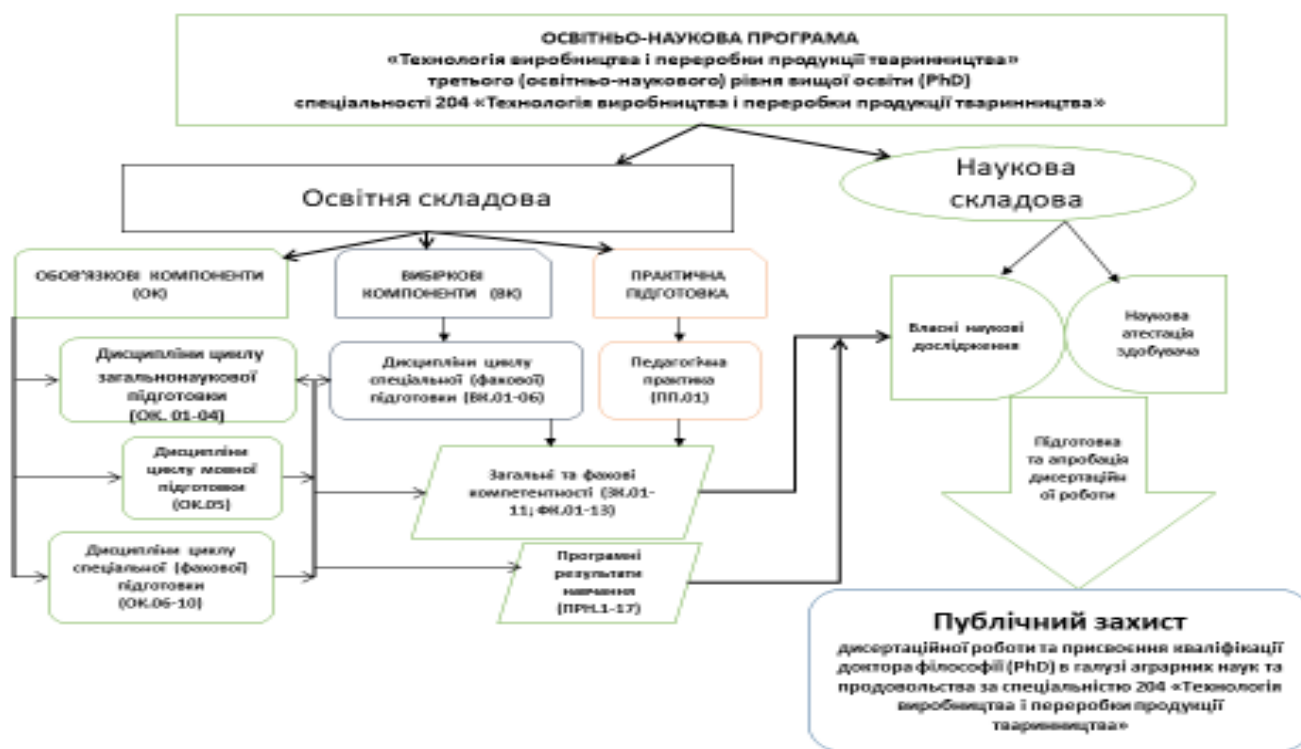 ОСВІТНЬО-НАУКОВА ПРОГРАМА
«Технологія виробництва і переробки продукції тваринництва»
третього (освітньо-наукового) рівня вищої освіти (PhD)
спеціальності 204 «Технологія виробництва і переробки продукції тваринництва»
Освітня складова
Наукова
складова
ОБОВ'ЯЗКОВІ КОМПОНЕНТИ
(ОК)
ВИБІРКОВІ
КОМПОНЕНТИ (ВК)
ПРАКТИЧНА
ПІДГОТОВКА
Власні наукові
дослідження
Наукова
атестація
здобувача
Дисципліни циклу
загальнонаукової
підготовки
(ОК. 01-04)
Дисципліни циклу
спеціальної (фахової)
підготовки (ВК.01-06)
Педагогічна
практика
(ПП.01)
Дисципліни
циклу мовної
підготовки
(ОК.05)
Загальні та фахові
компетентності (ЗК.01-
11; ФК.01-13)
Підготовка
та апробація
дисертаційн
ої роботи
Дисципліни циклу
спеціальної (фахової)
підготовки
(ОК.06-10)
Програмні
результати
навчання
(ПРН.1-17)
Публічний захист
дисертаційної роботи та присвоєння кваліфікації
доктора філософії (PhD) в галузі аграрних наук та
продовольства за спеціальністю 204 «Технологія
виробництва і переробки продукції
тваринництва»